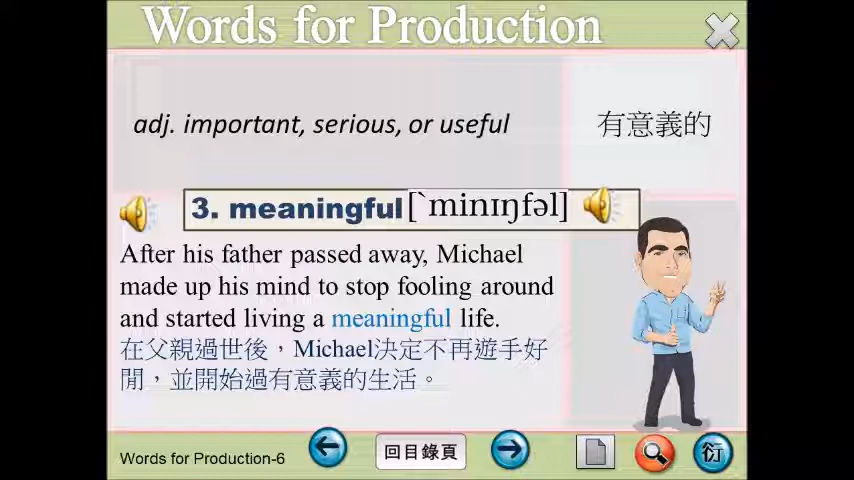 Words for Production
adj. important, serious, or useful
有意義的
3. meaningful[`minɪŋfəl]
After his father passed away, Michael
made up his mind to stop fooling around
and started living a meaningful life.
在父親過世後，Michael決定不再遊手好
閒，並開始過有意義的生活。
Words for Production-6
回目錄頁
衍